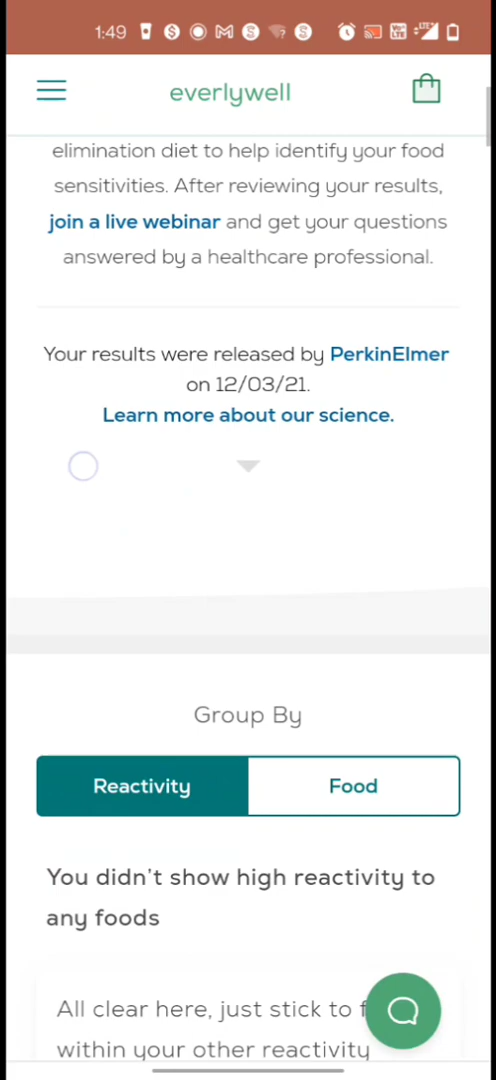 1:49
everlywell
elimination diet to help identify your food
sensitivities. After reviewing your results,
join a live webinar and get your questions
answered by a healthcare professional.
Your results were released by PerkinElmer
on 12/03/21.
Learn more about our science.
Group By
Reactivity Food
You didn't show high reactivity to
any foods
All clear here, just stick to f
within your other reactivity